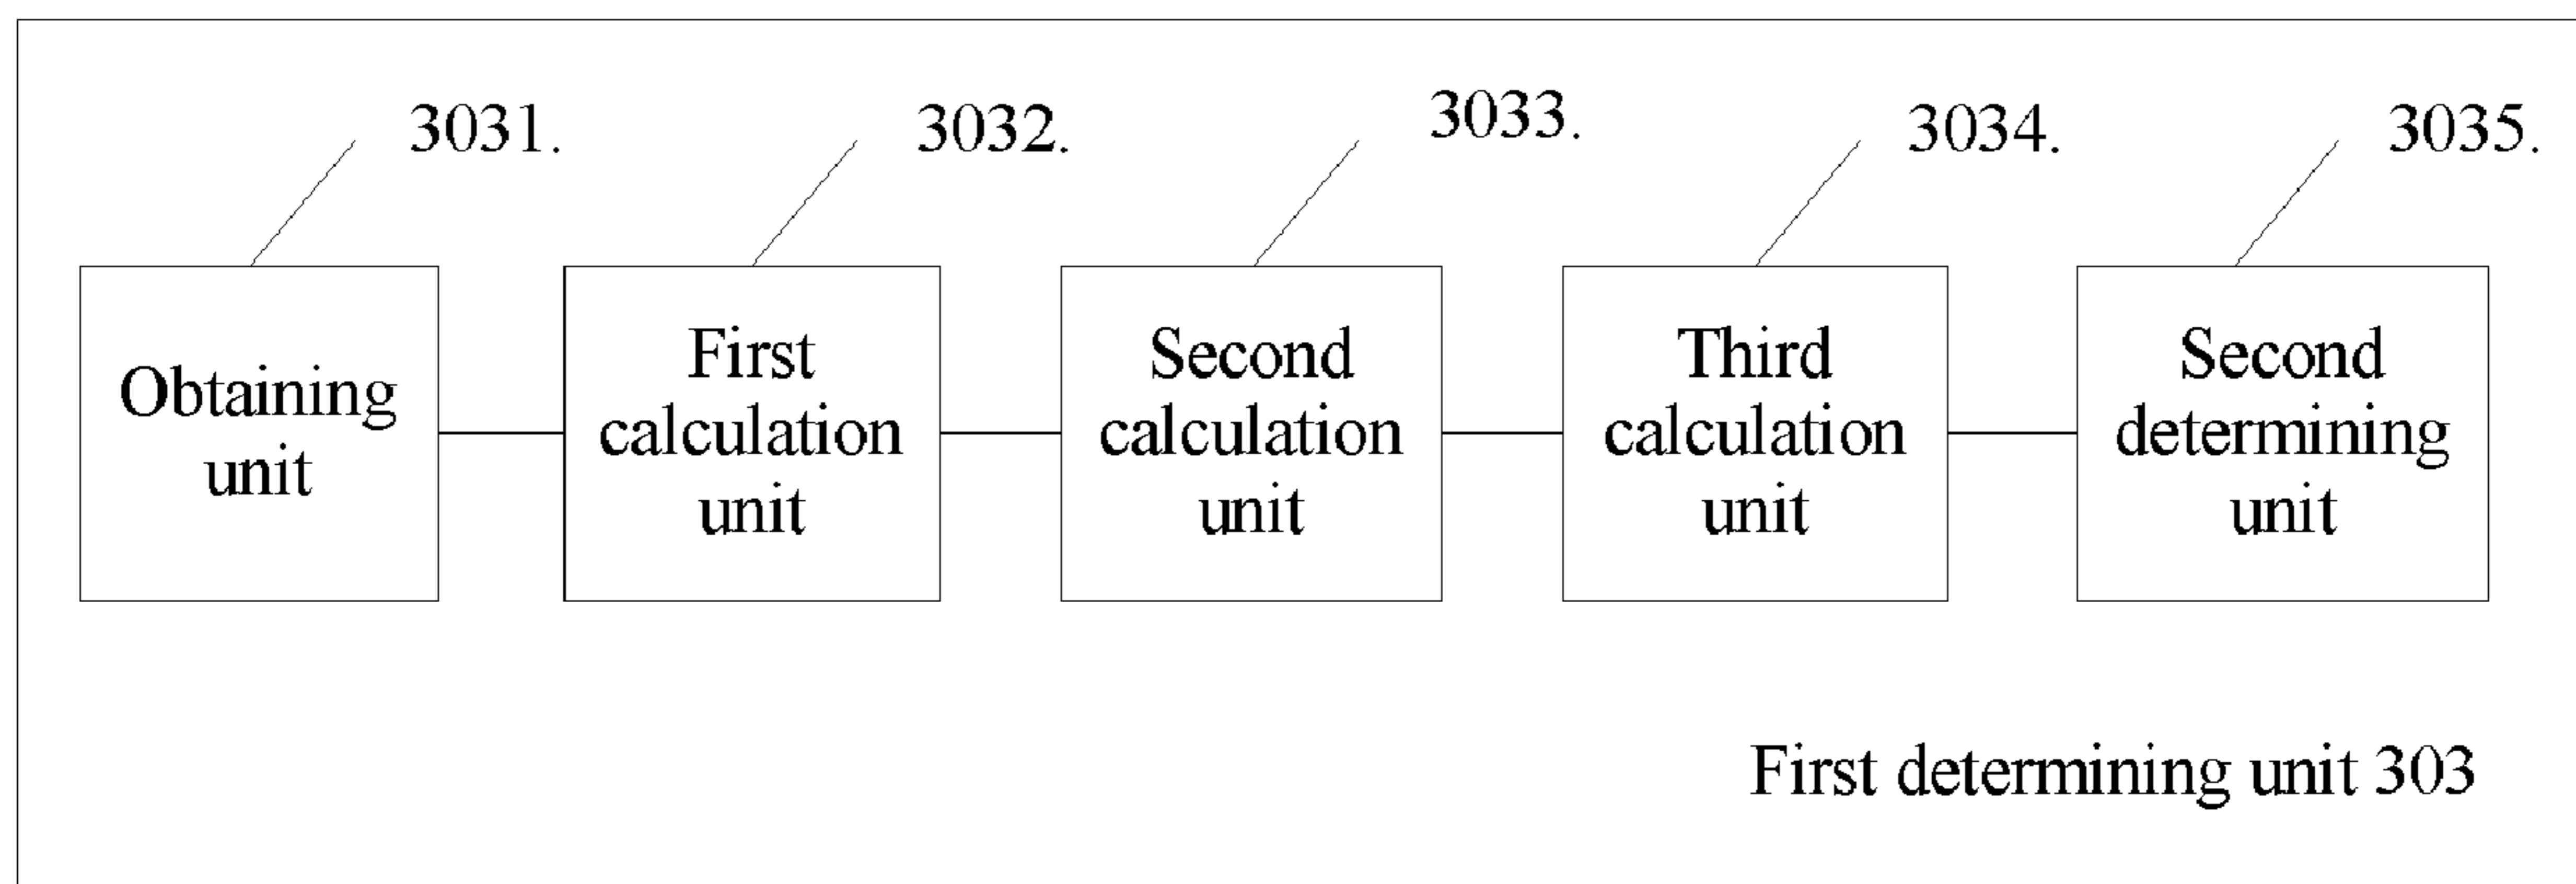 3031.
3032.
3033.
3034.
3035.
Obtaining
unit
First
calculation
unit
Second
calculation
unit
Third
calculation
unit
Second
determining
unit
First determining unit 303